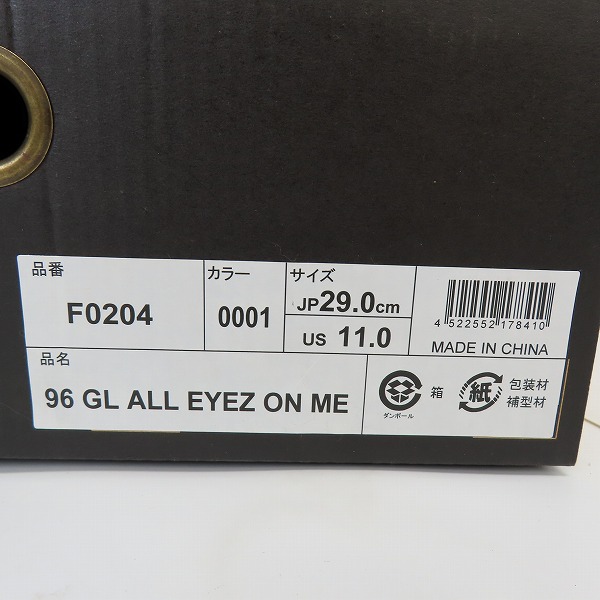 品番
F0204
カラー
0001
サイズ
JP29.0cm
US 11.0
4 522552 178410
MADE IN CHINA
品名
96 GL ALL EYEZ ON ME
ダンボール
箱
紙
包装材
補型材